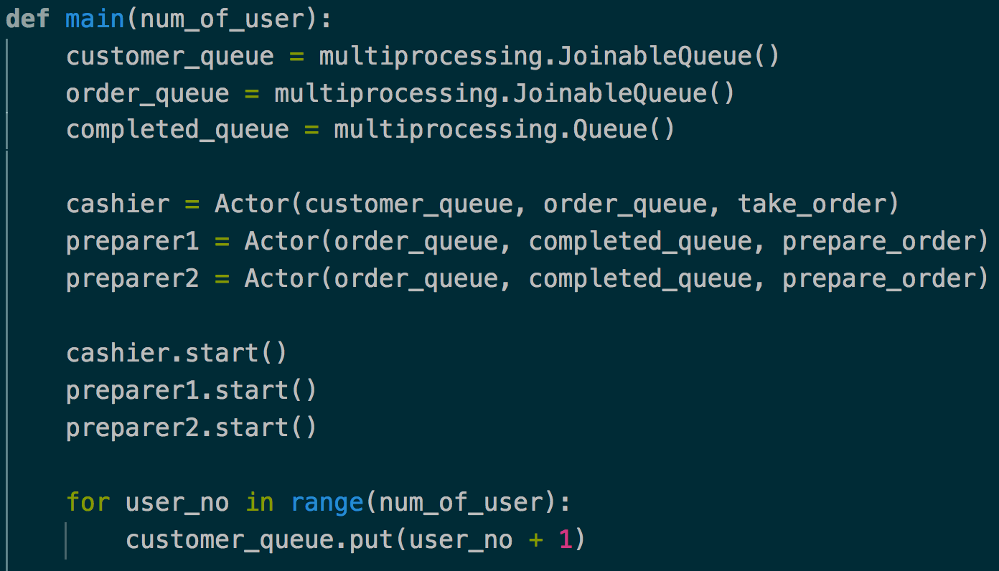 def main(num_of_user):
    customer_queue = multiprocessing.JoinableQueue()
    order_queue = multiprocessing.JoinableQueue()
    completed_queue = multiprocessing.Queue()

    cashier = Actor(customer_queue, order_queue, take_order)
    preparer1 = Actor(order_queue, completed_queue, prepare_order)
    preparer2 = Actor(order_queue, completed_queue, prepare_order)

    cashier.start()
    preparer1.start()
    preparer2.start()

    for user_no in range(num_of_user):
        customer_queue.put(user_no + 1)